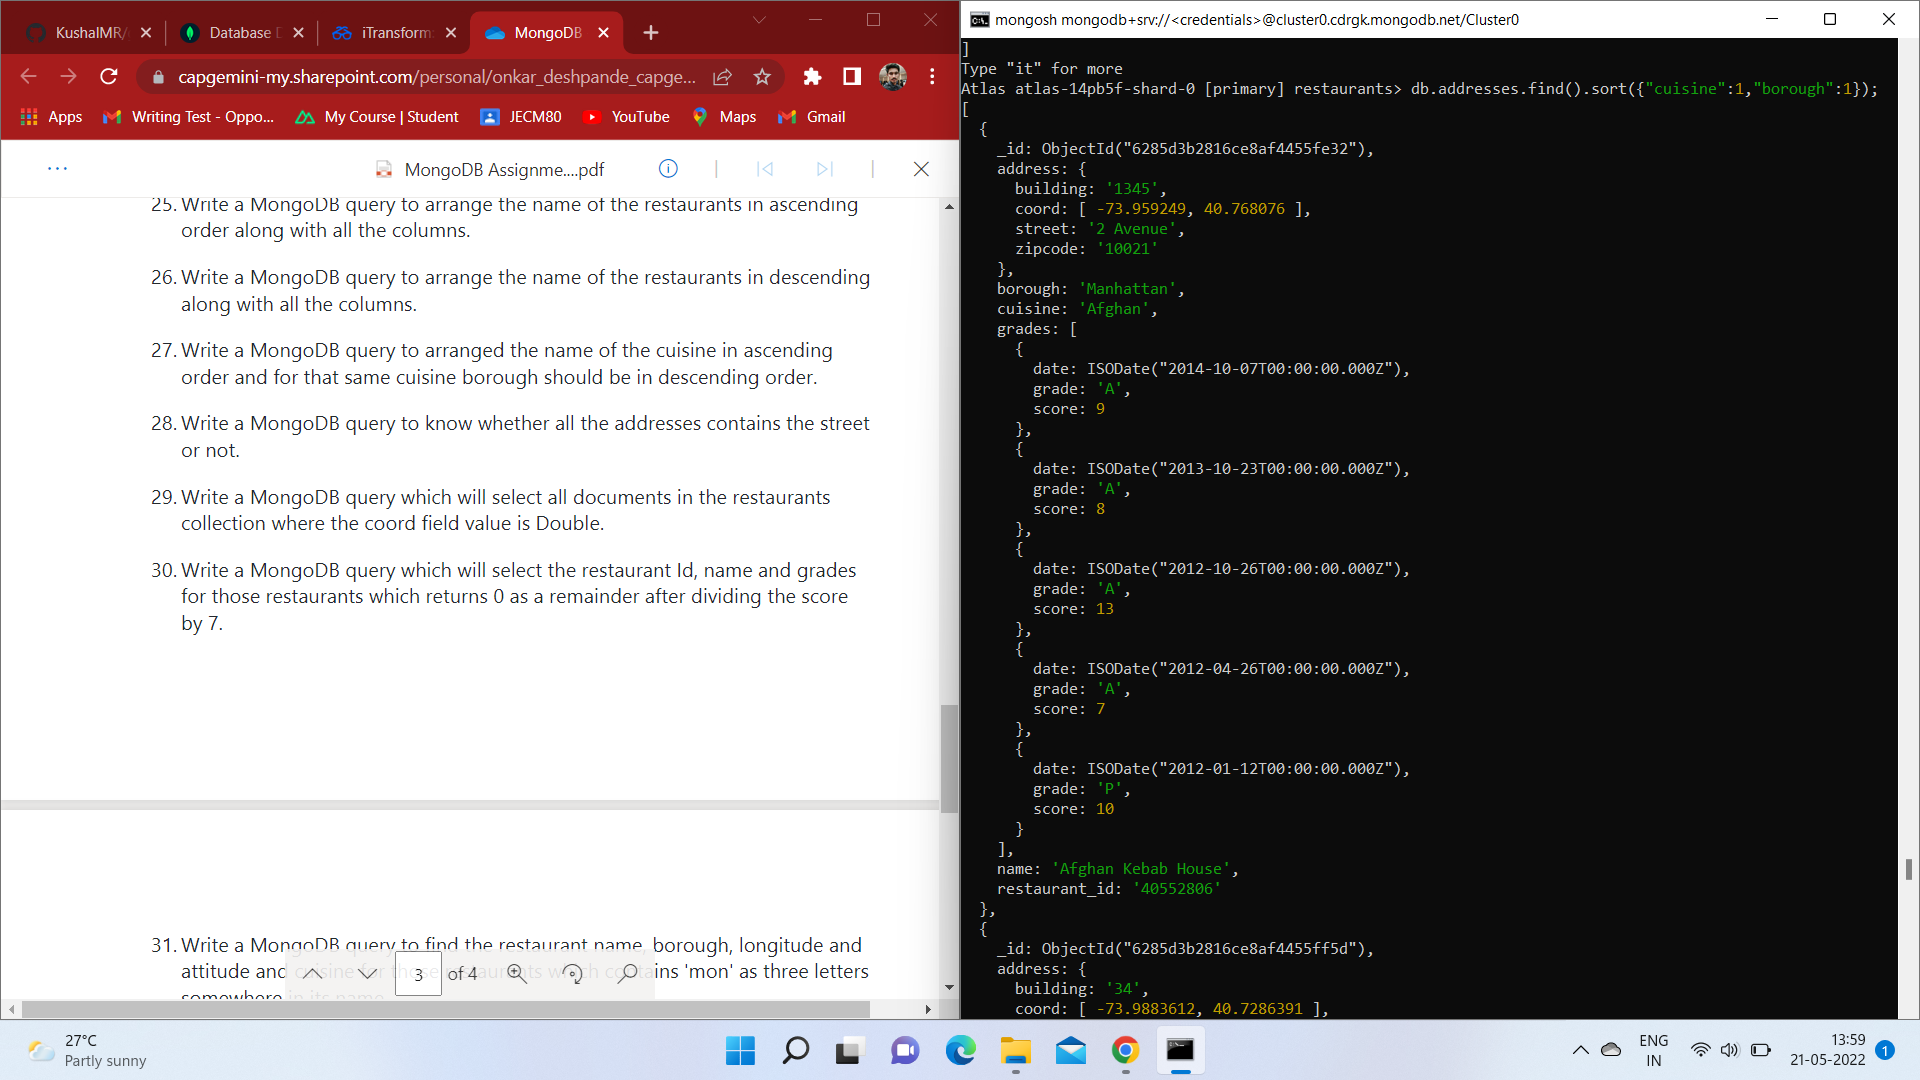 KushalMR/
Database D
iTransform
MongoDB
capgemini-my.sharepoint.com/personal/onkar_deshpande_capge...
Apps
Writing Test - Oppo...
My Course | Student
JECM80
YouTube
Maps
Gmail
... MongoDB Assignme....pdf
25. Write a MongoDB query to arrange the name of the restaurants in ascending
order along with all the columns.
26. Write a MongoDB query to arrange the name of the restaurants in descending
along with all the columns.
27. Write a MongoDB query to arranged the name of the cuisine in ascending
order and for that same cuisine borough should be in descending order.
28. Write a MongoDB query to know whether all the addresses contains the street
or not.
29. Write a MongoDB query which will select all documents in the restaurants
collection where the coord field value is Double.
30. Write a MongoDB query which will select the restaurant Id, name and grades
for those restaurants which returns 0 as a remainder after dividing the score
by 7.
31. Write a MongoDB query to find the restaurant name, borough, longitude and
attitude and cuisine for those restaurants which contains 'mon' as three letters
somewhere in its name
3 of 4
mongosh mongodb+srv://<credentials>@cluster0.cdrgk.mongodb.net/Cluster0
]
Type "it" for more
Atlas atlas-14pb5f-shard-0 [primary] restaurants> db.addresses.find().sort({"cuisine":1,"borough":1});
[
{
_id: ObjectId("6285d3b2816ce8af4455fe32"),
address: {
building: '1345',
coord: [ -73.959249, 40.768076 ],
street: '2 Avenue',
zipcode: '10021'
},
borough: 'Manhattan',
cuisine: 'Afghan',
grades: [
{
date: ISODate("2014-10-07T00:00:00.000Z"),
grade: 'A',
score: 9
},
{
date: ISODate("2013-10-23T00:00:00.000Z"),
grade: 'A',
score: 8
},
{
date: ISODate("2012-10-26T00:00:00.000Z"),
grade: 'A',
score: 13
},
{
date: ISODate("2012-04-26T00:00:00.000Z"),
grade: 'A',
score: 7
},
{
date: ISODate("2012-01-12T00:00:00.000Z"),
grade: 'P',
score: 10
}
],
name: 'Afghan Kebab House',
restaurant_id: '40552806'
},
{
_id: ObjectId("6285d3b2816ce8af4455ff5d"),
address: {
building: '34',
coord: [ -73.9883612, 40.7286391 ],
27°C
Partly sunny
ENG
IN
13:59
21-05-2022
1